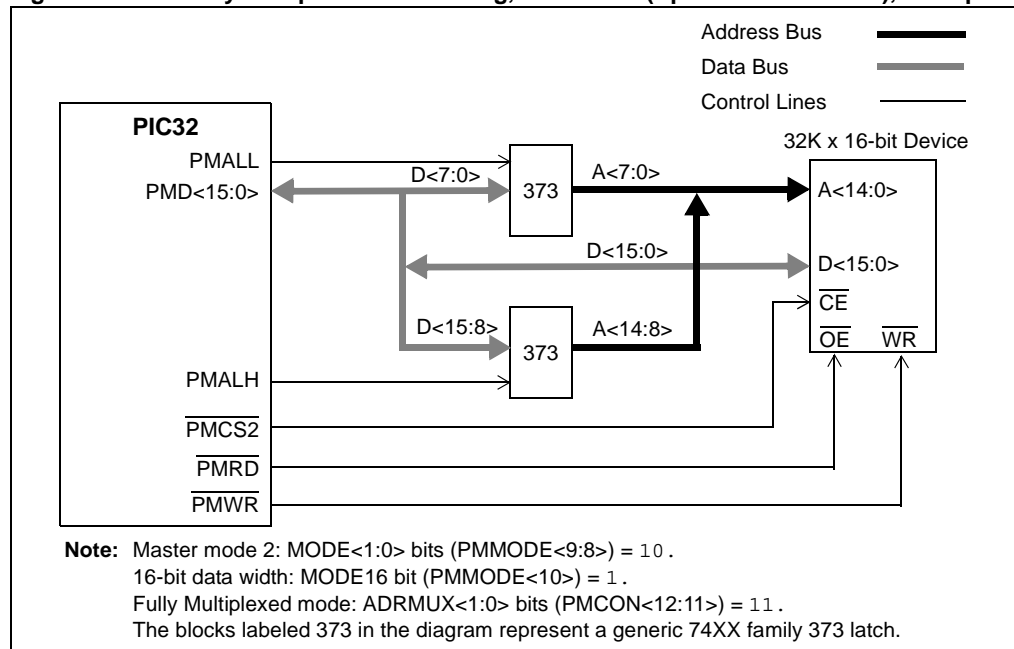 Address Bus
Data Bus
Control Lines
PIC32
32K x 16-bit Device
PMALL
D<7:0>
A<7:0>
PMD<15:0>
373
A<14:0>
D<15:0>
D<15:0>
CE
D<15:8>
A<14:8>
373
OE WR
PMALH
PMCS2
PMRD
PMWR
Note: Master mode 2: MODE<1:0> bits (PMMODE<9:8>) = 10.
16-bit data width: MODE16 bit (PMMODE<10>) = 1.
Fully Multiplexed mode: ADRMUX<1:0> bits (PMCON<12:11>) = 11.
The blocks labeled 373 in the diagram represent a generic 74XX family 373 latch.